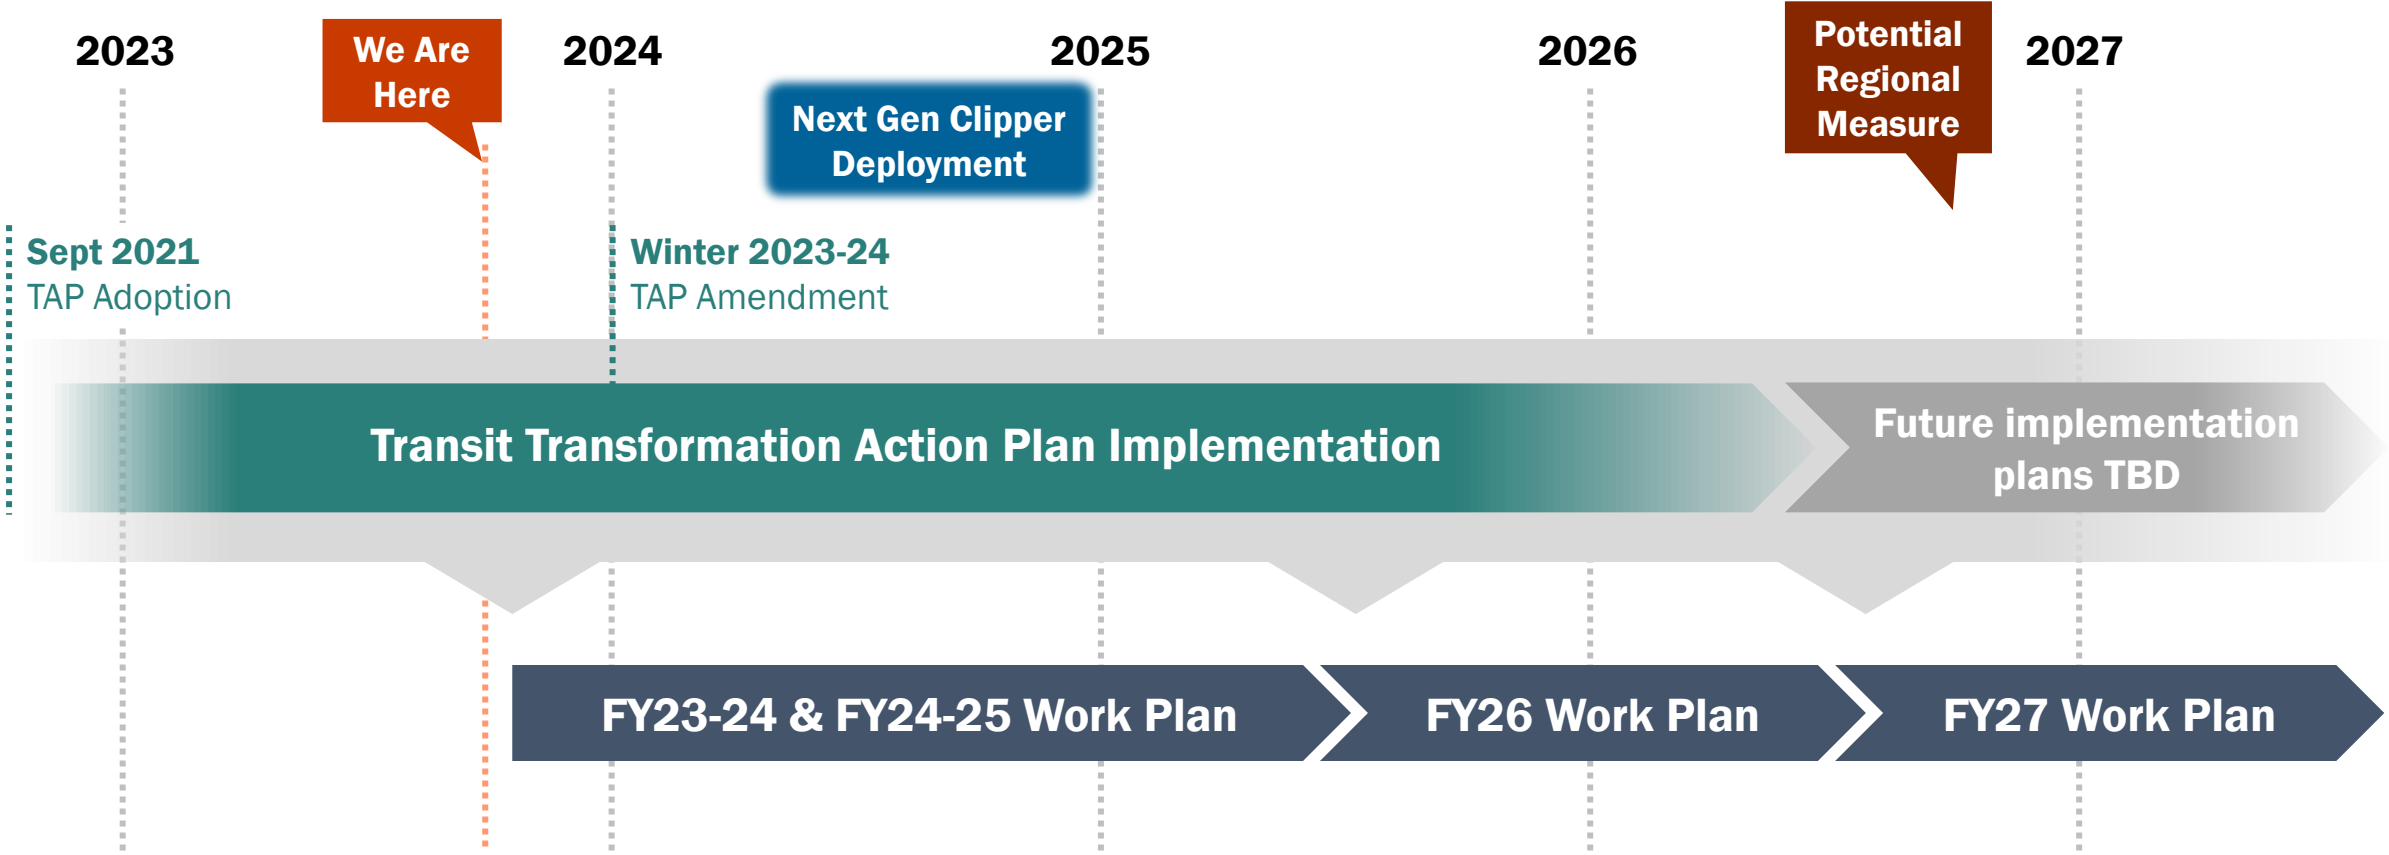 2023
We Are
Here
2024
2025
2026
Potential
Regional
Measure
2027
Next Gen Clipper
Deployment
Sept 2021
TAP Adoption
Winter 2023-24
TAP Amendment
Transit Transformation Action Plan Implementation
Future implementation
plans TBD
FY23-24 & FY24-25 Work Plan
FY26 Work Plan
FY27 Work Plan